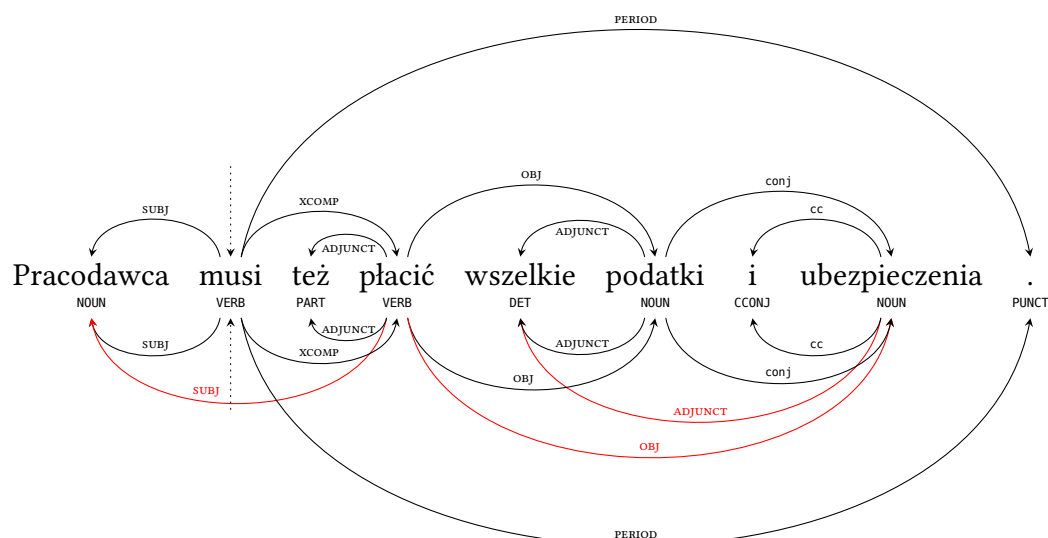 PERIOD
OBJ
conj
SUBJ XCOMP cc
ADJUNCT ADJUNCT
Pracodawca musi też płacić wszelkie podatki i ubezpieczenia .
NOUN VERB PART VERB DET NOUN CCONJ NOUN PUNCT
ADJUNCT
SUBJ ADJUNCT cc
XCOMP
conj
OBJ
SUBJ
ADJUNCT
OBJ
PERIOD